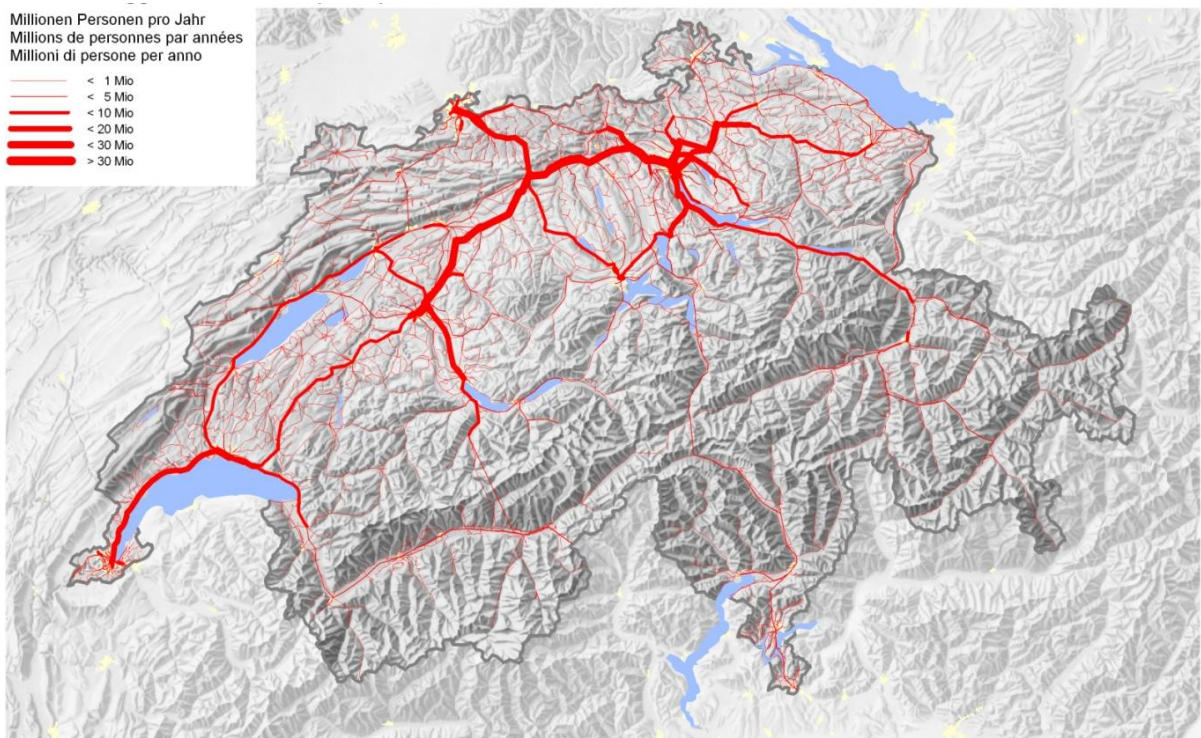 Millionen Personen pro Jahr
Millions de personnes par années
Millioni di persone per anno
< 1 Mio
< 5 Mio
< 10 Mio
< 20 Mio
< 30 Mio
> 30 Mio